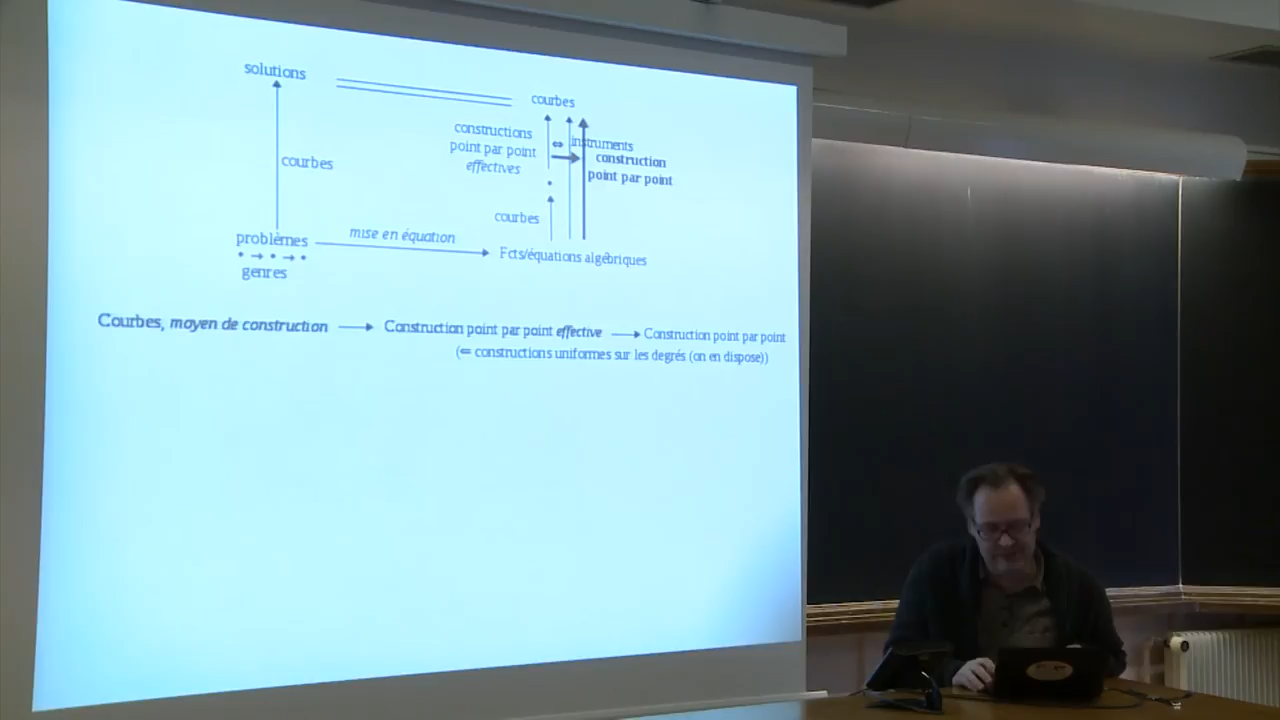 solutions
courbes
constructions
point par point
effectives
⇔
instruments
construction
point par point
courbes
courbes
problèmes
mise en équation
Fcts/équations algébriques
• → • → •
genres
Courbes, moyen de construction → Construction point par point effective → Construction point par point
(⇐ constructions uniformes sur les degrés (on en dispose))